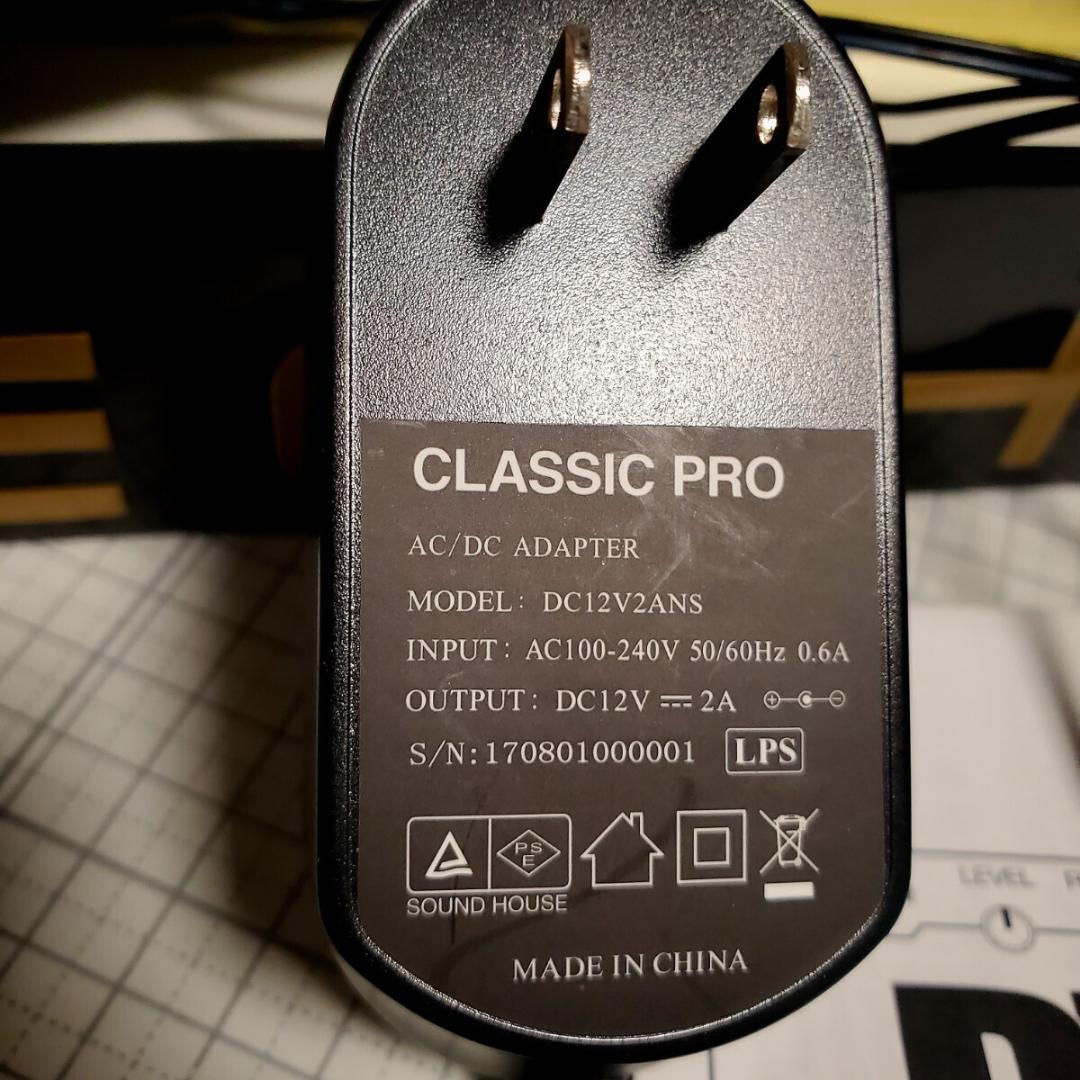 CLASSIC PRO
AC/DC ADAPTER
MODEL: DC12V2ANS
INPUT: AC100-240V 50/60Hz 0.6A
OUTPUT: DC12V ⎓ 2A
S/N:170801000001 LPS
PSE
SOUND HOUSE
MADE IN CHINA
LEVEL